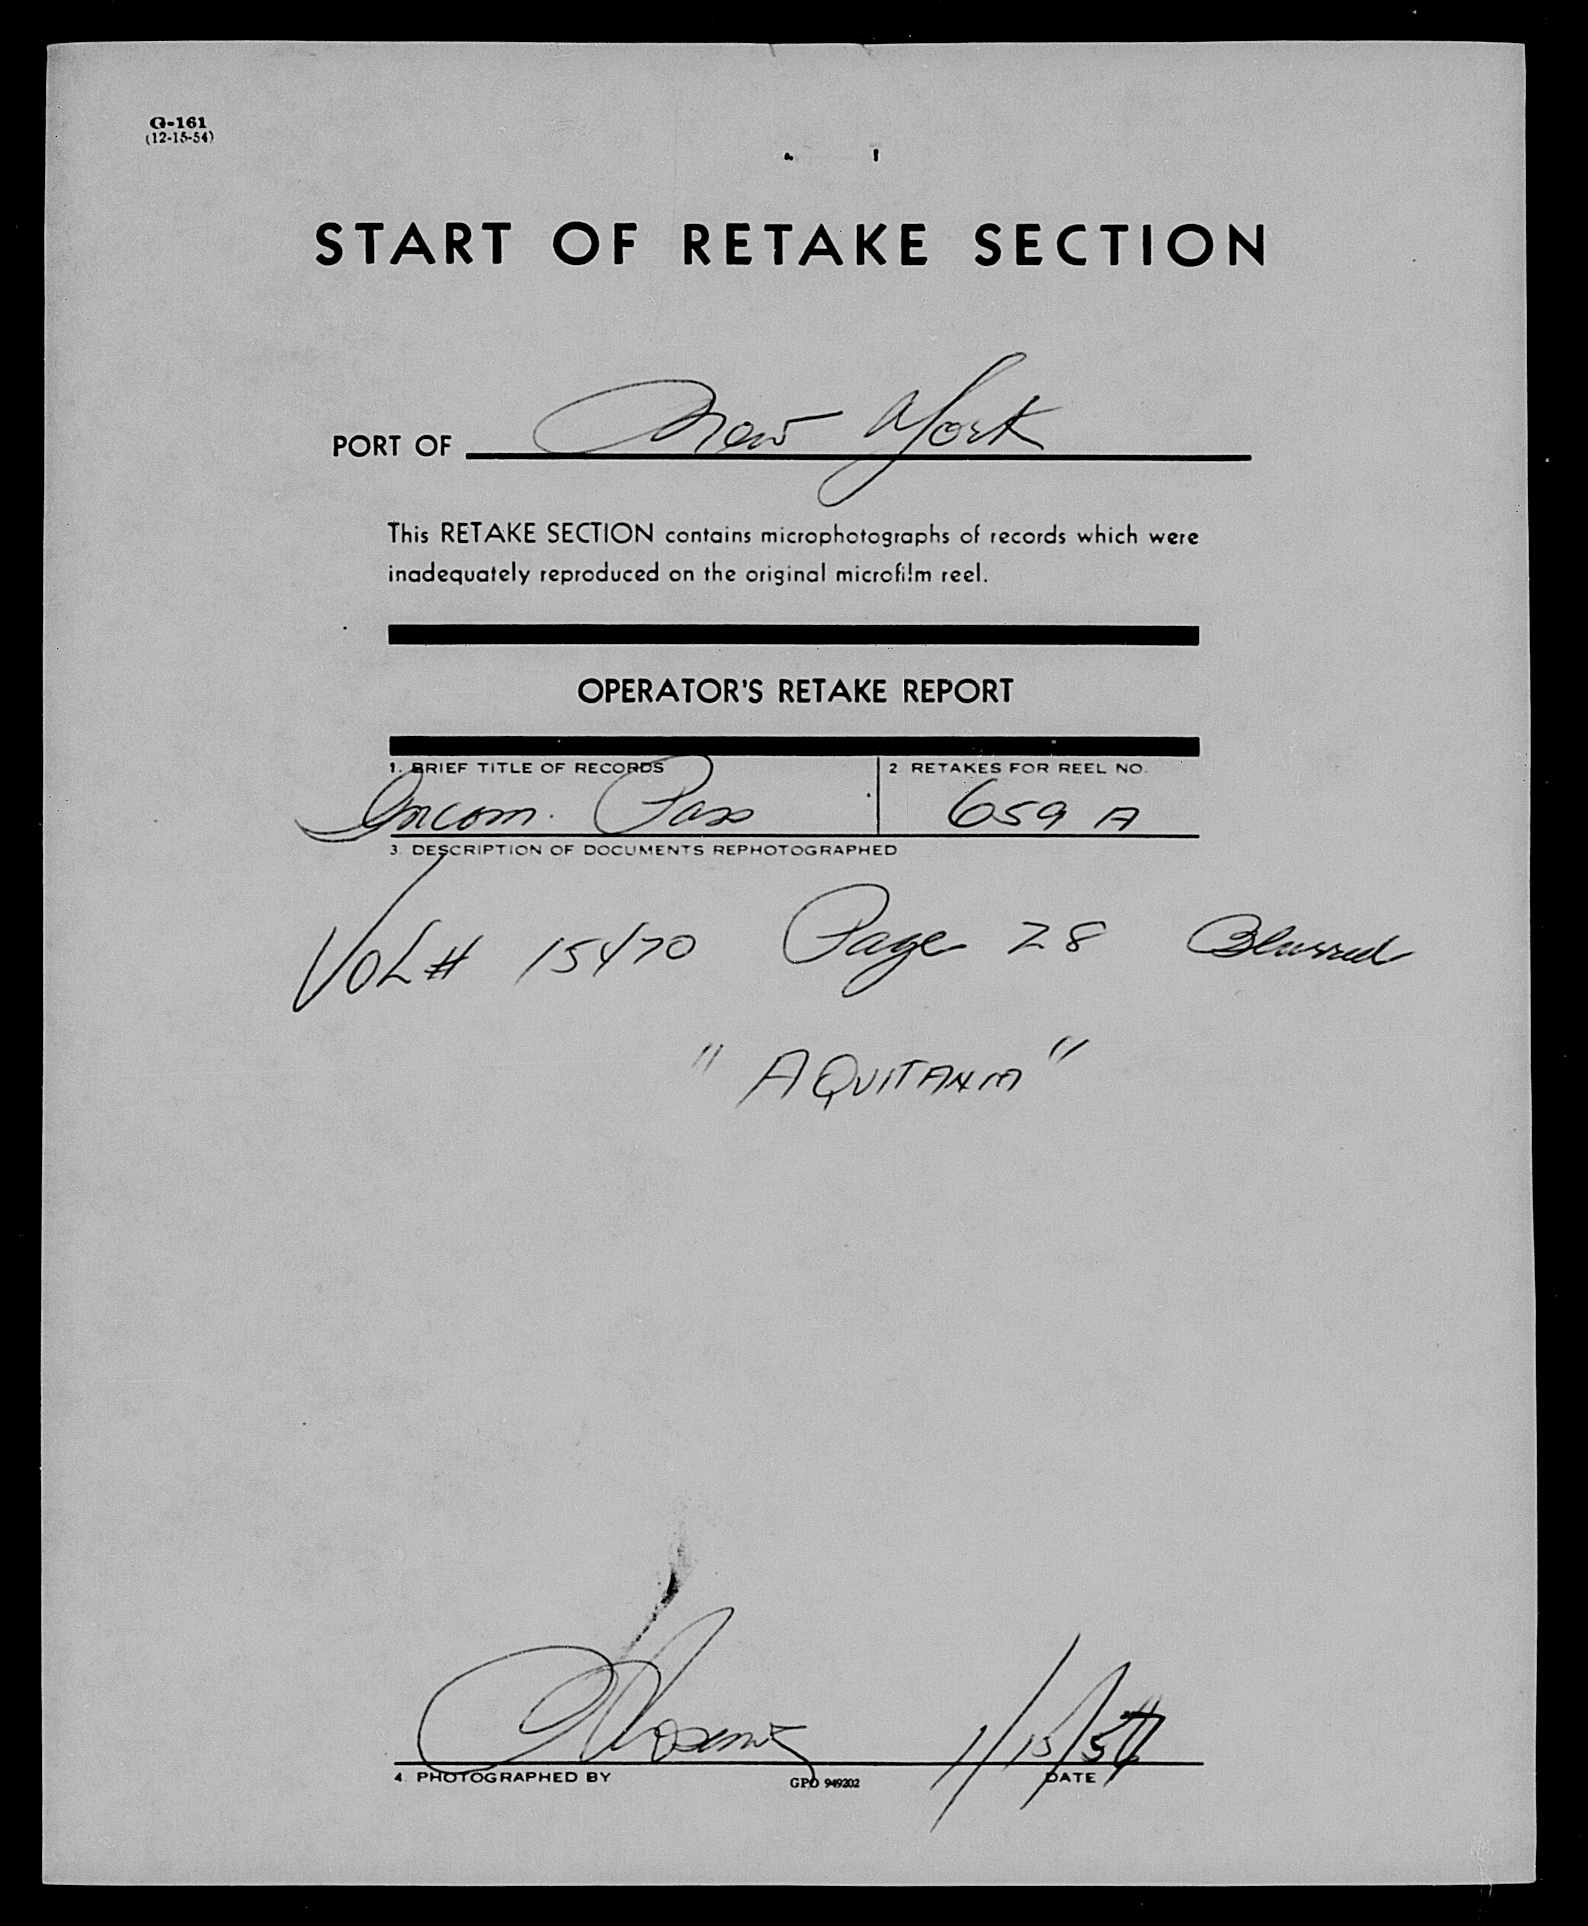 G-161
(12-15-54)
START OF RETAKE SECTION
PORT OF New York
This RETAKE SECTION contains microphotographs of records which were
inadequately reproduced on the original microfilm reel.
OPERATOR'S RETAKE REPORT
1. BRIEF TITLE OF RECORDS 2 RETAKES FOR REEL NO.
Incom. Pass 659 A
3. DESCRIPTION OF DOCUMENTS REPHOTOGRAPHED
VOL # 15470 Page 28 Blurred
"AQUITANIA"
1/15/
4. PHOTOGRAPHED BY GPO 949202 DATE